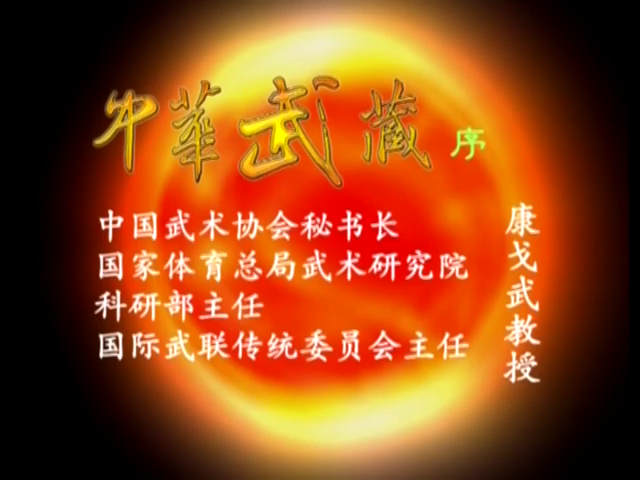 中華武藏 序
中国武术协会秘书长
国家体育总局武术研究院
科研部主任
国际武联传统委员会主任
康戈武教授